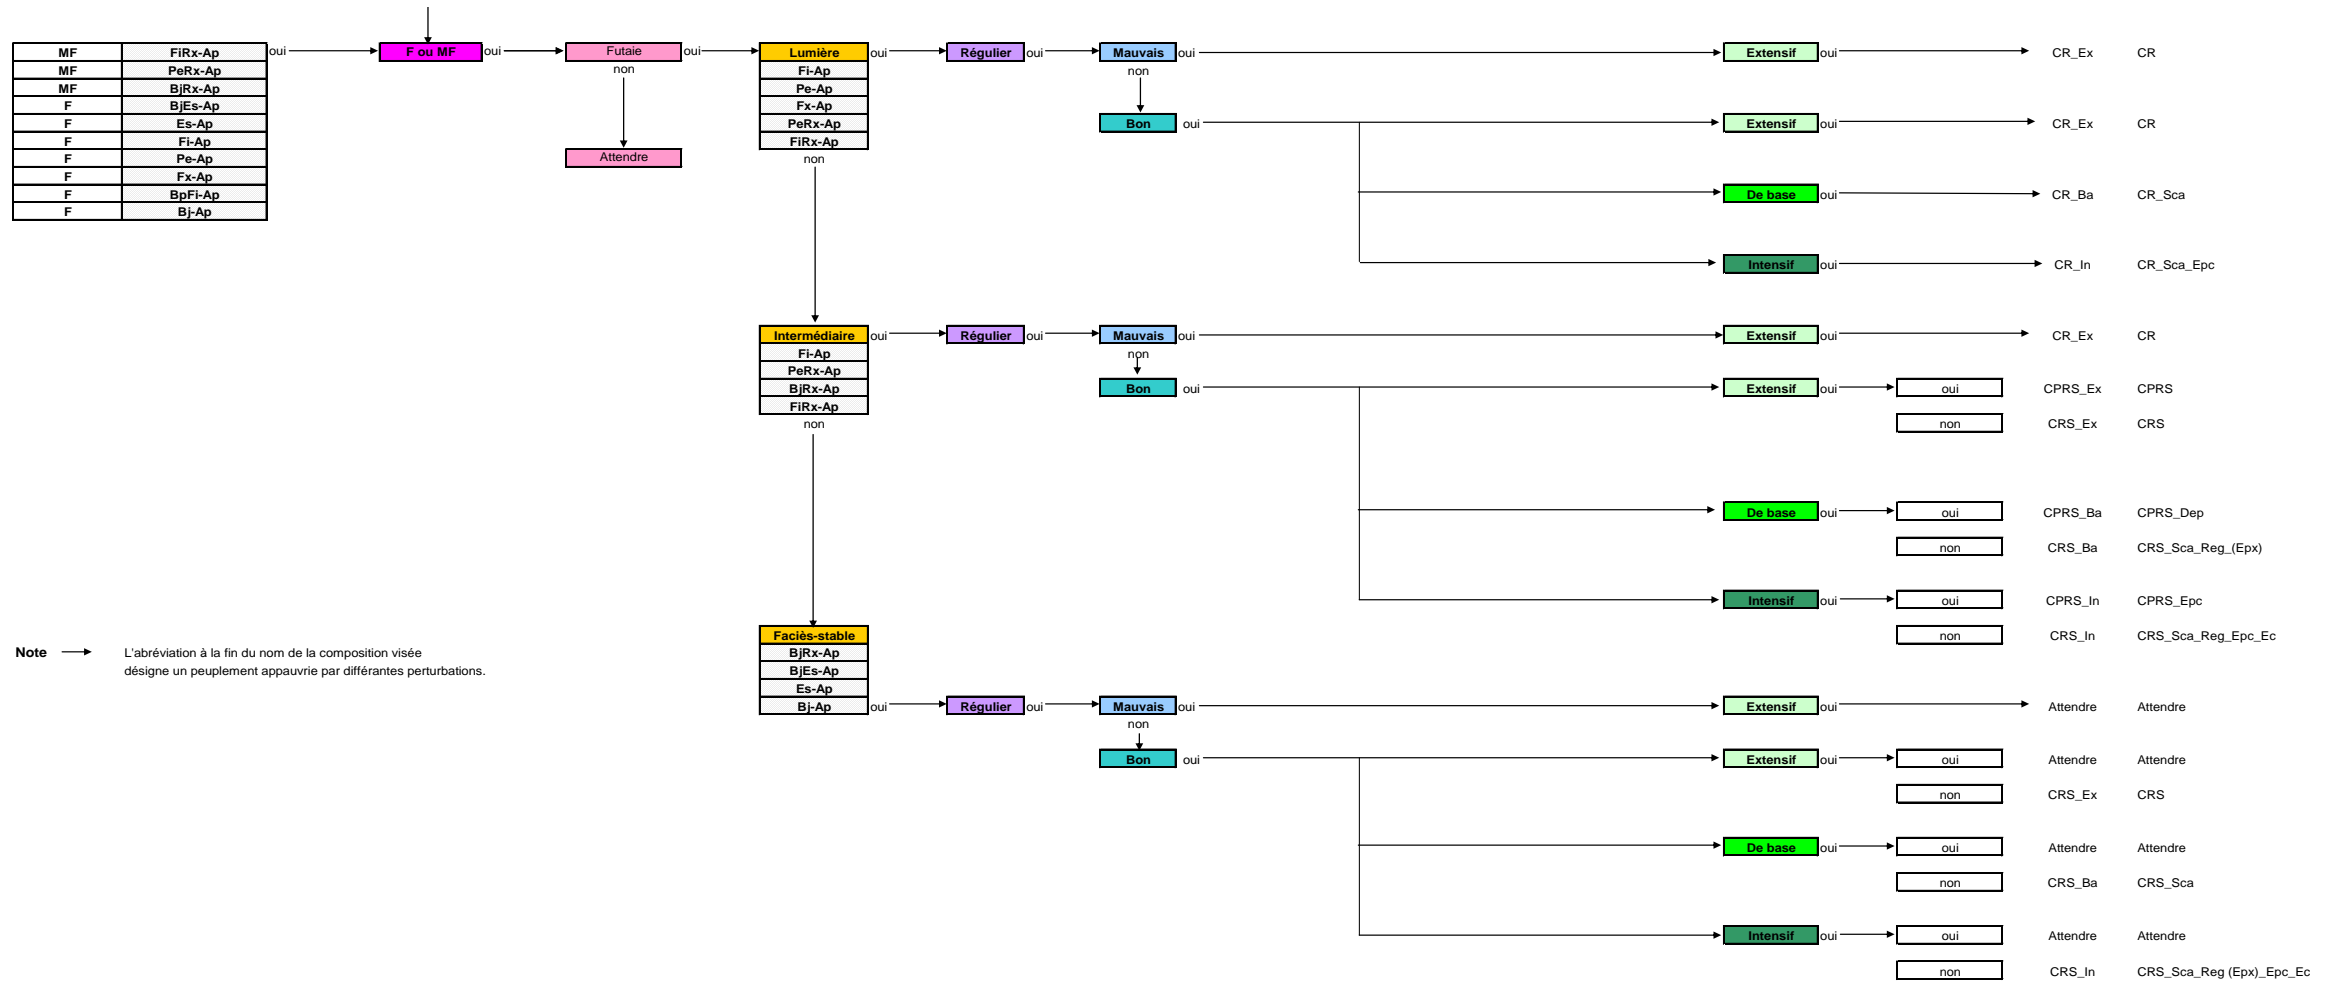 MF FiRx-Ap oui F ou MF oui Futaie oui Lumière oui Régulier oui Mauvais oui Extensif oui CR_Ex CR
MF PeRx-Ap non Fi-Ap non
MF BjRx-Ap Pe-Ap
F BjEs-Ap Fx-Ap
F Es-Ap PeRx-Ap Bon oui Extensif oui CR_Ex CR
F Fi-Ap FiRx-Ap
F Pe-Ap Attendre non
F Fx-Ap
F BpFi-Ap De base oui CR_Ba CR_Sca
F Bj-Ap
Intensif oui CR_In CR_Sca_Epc
Intermédiaire oui Régulier oui Mauvais oui Extensif oui CR_Ex CR
Fi-Ap non
PeRx-Ap
BjRx-Ap Bon oui Extensif oui oui CPRS_Ex CPRS
FiRx-Ap
non non CRS_Ex CRS
De base oui oui CPRS_Ba CPRS_Dep
non CRS_Ba CRS_Sca_Reg_(Epx)
Intensif oui oui CPRS_In CPRS_Epc
Faciès-stable non CRS_In CRS_Sca_Reg_Epc_Ec
Note L'abréviation à la fin du nom de la composition visée BjRx-Ap
désigne un peuplement appauvrie par différantes perturbations. BjEs-Ap
Es-Ap
Bj-Ap oui Régulier oui Mauvais oui Extensif oui Attendre Attendre
non
Bon oui Extensif oui oui Attendre Attendre
non CRS_Ex CRS
De base oui oui Attendre Attendre
non CRS_Ba CRS_Sca
Intensif oui oui Attendre Attendre
non CRS_In CRS_Sca_Reg (Epx)_Epc_Ec